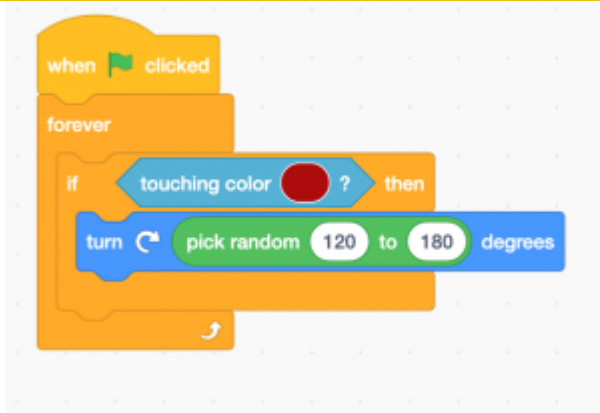 when clicked
forever
if touching color ? then
turn pick random 120 to 180 degrees